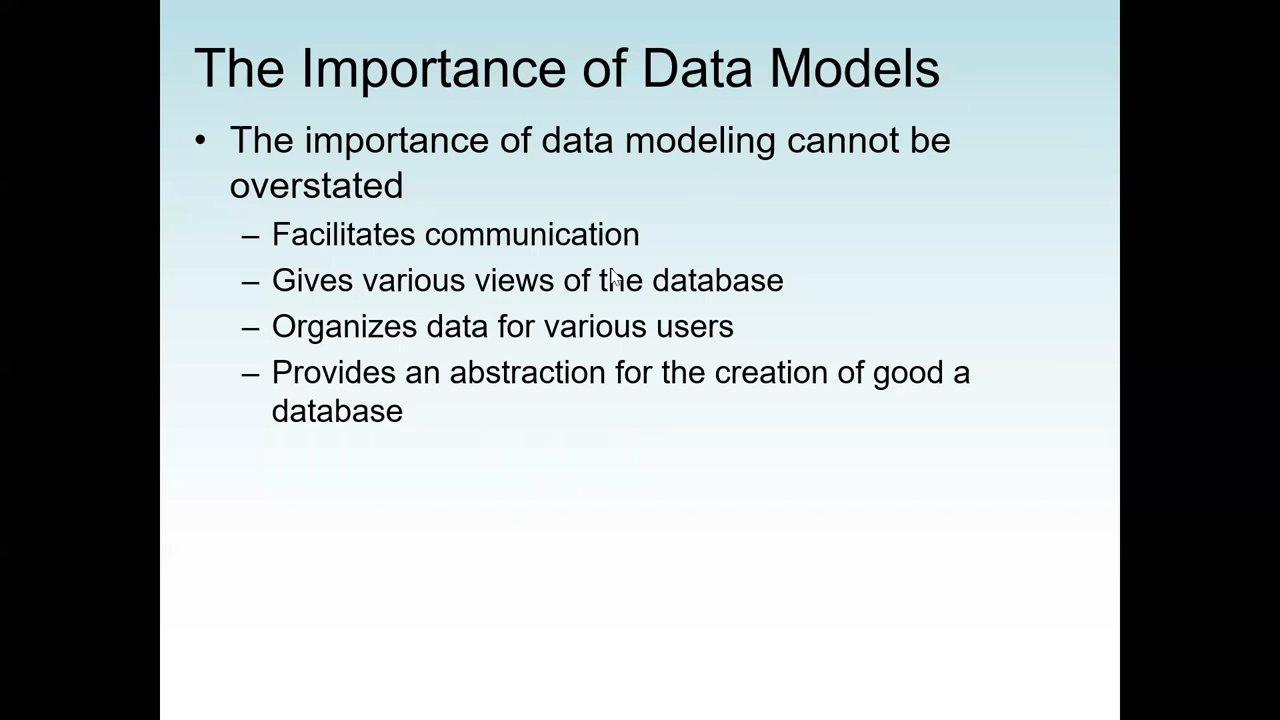 The Importance of Data Models
• The importance of data modeling cannot be
overstated
– Facilitates communication
– Gives various views of the database
– Organizes data for various users
– Provides an abstraction for the creation of good a
database